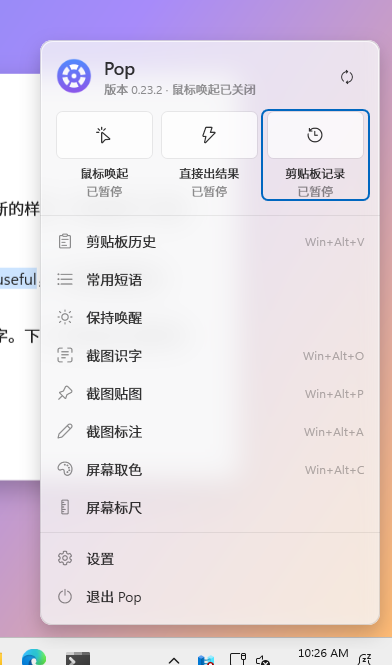 Pop
版本 0.23.2 · 鼠标唤起已关闭
鼠标唤起
已暂停
直接出结果
已暂停
剪贴板记录
已暂停
新的样
useful,
字。下
剪贴板历史 Win+Alt+V
常用短语
保持唤醒
截图识字 Win+Alt+O
截图贴图 Win+Alt+P
截图标注 Win+Alt+A
屏幕取色 Win+Alt+C
屏幕标尺
设置
退出 Pop
10:26 AM